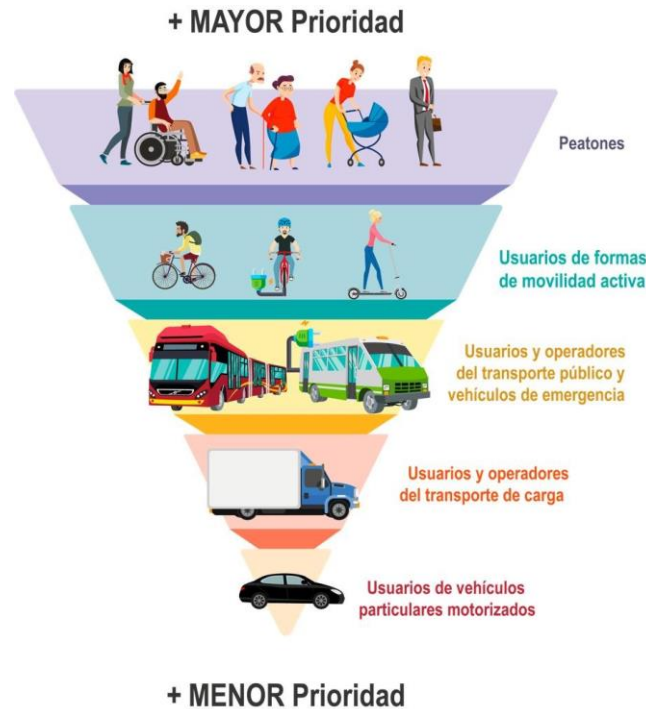 + MAYOR Prioridad
Peatones
Usuarios de formas
de movilidad activa
Usuarios y operadores
del transporte público y
vehículos de emergencia
Usuarios y operadores
del transporte de carga
Usuarios de vehículos
particulares motorizados
+ MENOR Prioridad